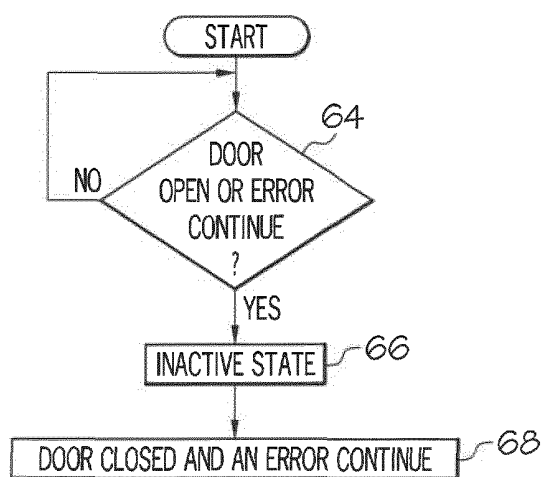 START
64
DOOR
OPEN OR ERROR
CONTINUE
?
NO
YES
INACTIVE STATE
66
DOOR CLOSED AND AN ERROR CONTINUE
68